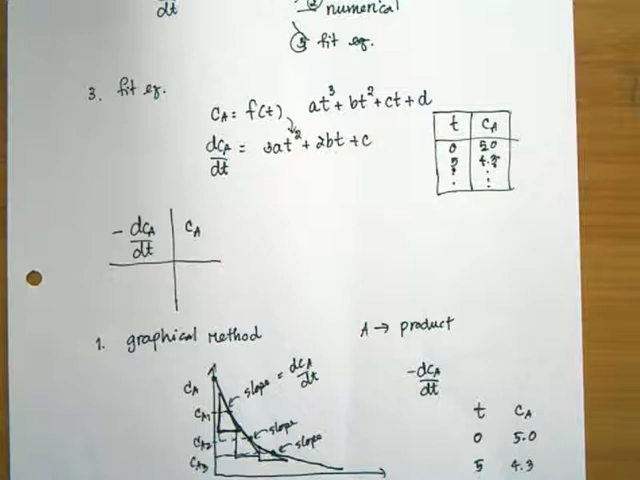 dt
② numerical
③ fit eq.
3. fit eq.
C_A = f(t) at³ + bt² + ct + d
dC_A/dt = 3at² + 2bt + c
t C_A
0 5.0
5 4.3
: :
- dC_A/dt C_A
1. graphical method
A → product
C_A
slope = dC_A/dt
-dC_A/dt
C_A1
slope
C_A2
slope
C_A3
t C_A
0 5.0
5 4.3